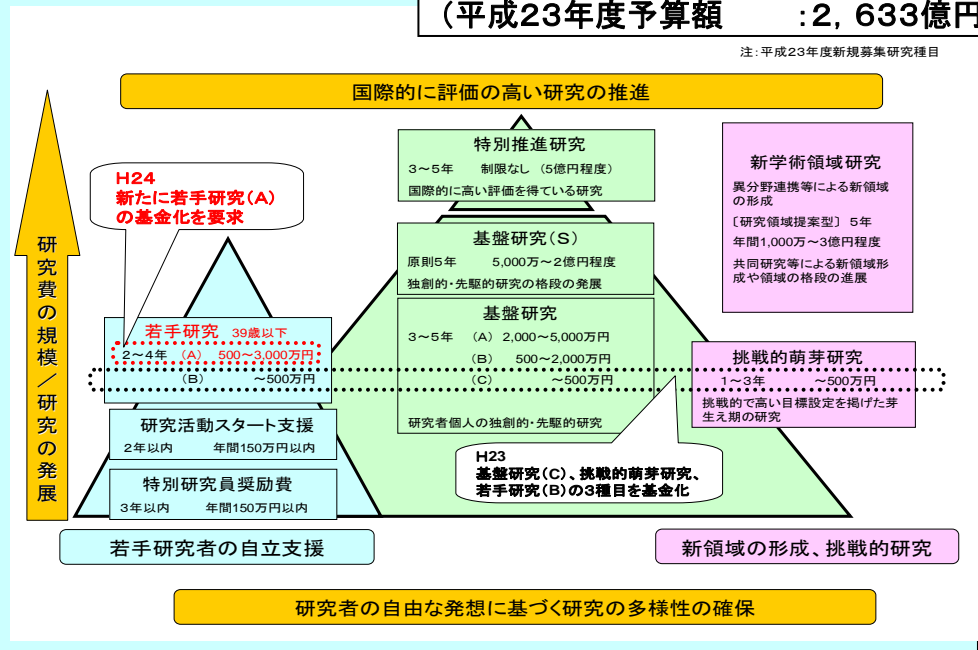 （平成２３年度予算額　　：２，６３３億円
注：平成２３年度新規募集研究種目
国際的に評価の高い研究の推進
研究費の規模／研究の発展
H24
新たに若手研究（A）
の基金化を要求
特別推進研究
３～５年　制限なし　（５億円程度）
国際的に高い評価を得ている研究
基盤研究（S）
原則５年　５,０００万～２億円程度
独創的・先駆的研究の格段の発展
基盤研究
３～５年　（A）　２,０００～５,０００万円
（B）　５００～２,０００万円
（C）　～５００万円
研究者個人の独創的・先駆的研究
新学術領域研究
異分野連携等による新領域
の形成
〔研究領域提案型〕　５年
年間１,０００万～３億円程度
共同研究等による新領域形
成や領域の格段の進展
若手研究　３９歳以下
２～４年　（A）　５００～３,０００万円
（B）　～５００万円
研究活動スタート支援
２年以内　年間１５０万円以内
特別研究員奨励費
３年以内　年間１５０万円以内
挑戦的萌芽研究
１～３年　～５００万円
挑戦的で高い目標設定を掲げた芽
生え期の研究
H23
基盤研究（C）、挑戦的萌芽研究、
若手研究（B）の３種目を基金化
若手研究者の自立支援
新領域の形成、挑戦的研究
研究者の自由な発想に基づく研究の多様性の確保